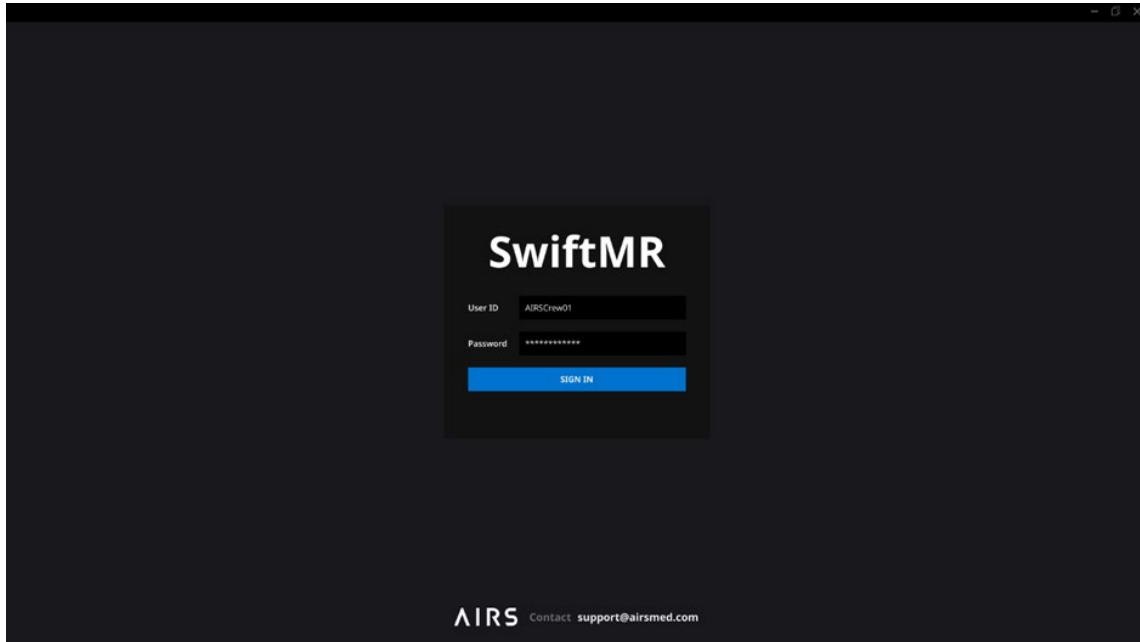 SwiftMR
User ID AIRSCrew01
Password ************
SIGN IN
AIRS Contact support@airsmed.com